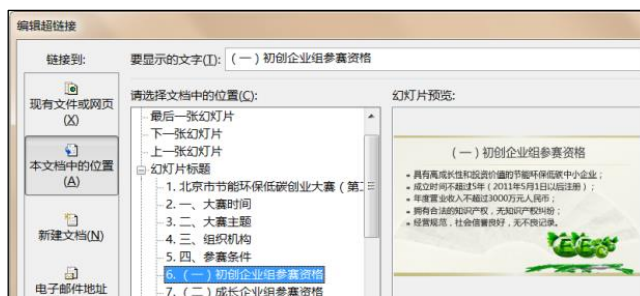 编辑超链接
链接到:
要显示的文字(T): (一)初创企业组参赛资格
现有文件或网页(X)
本文档中的位置(A)
新建文档(N)
电子邮件地址
请选择文档中的位置(C):
最后一张幻灯片
下一张幻灯片
上一张幻灯片
幻灯片标题
1. 北京市节能环保低碳创业大赛(第二
2. 一、大赛时间
3. 二、大赛主题
4. 三、组织机构
5. 四、参赛条件
6. (一)初创企业组参赛资格
7. (二)成长企业组参赛资格
幻灯片预览:
(一)初创企业组参赛资格
• 具有高成长性和投资价值的节能环保低碳中小企业;
• 成立时间不超过5年(2011年5月1日以后注册);
• 年度营业收入不超过3000万元人民币;
• 拥有合法的知识产权,无知识产权纠纷;
• 经营规范,社会信誉良好,无不良记录。